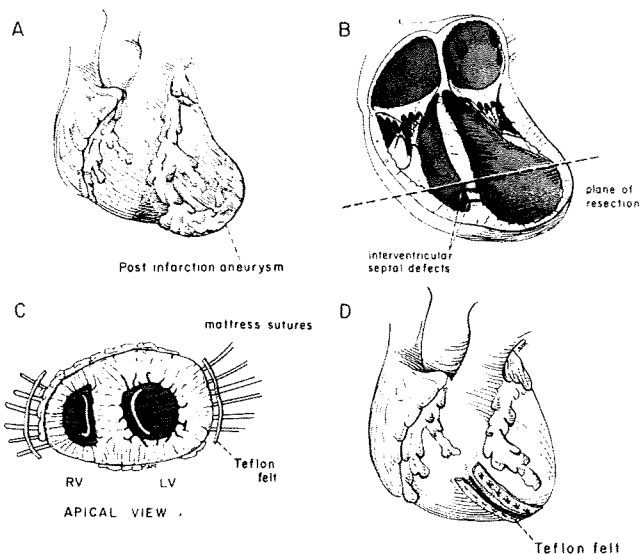 A
Post infarction aneurysm
B
plane of
resection
interventricular
septal defects
C
mattress sutures
Teflon
felt
RV LV
APICAL VIEW
D
Teflon felt